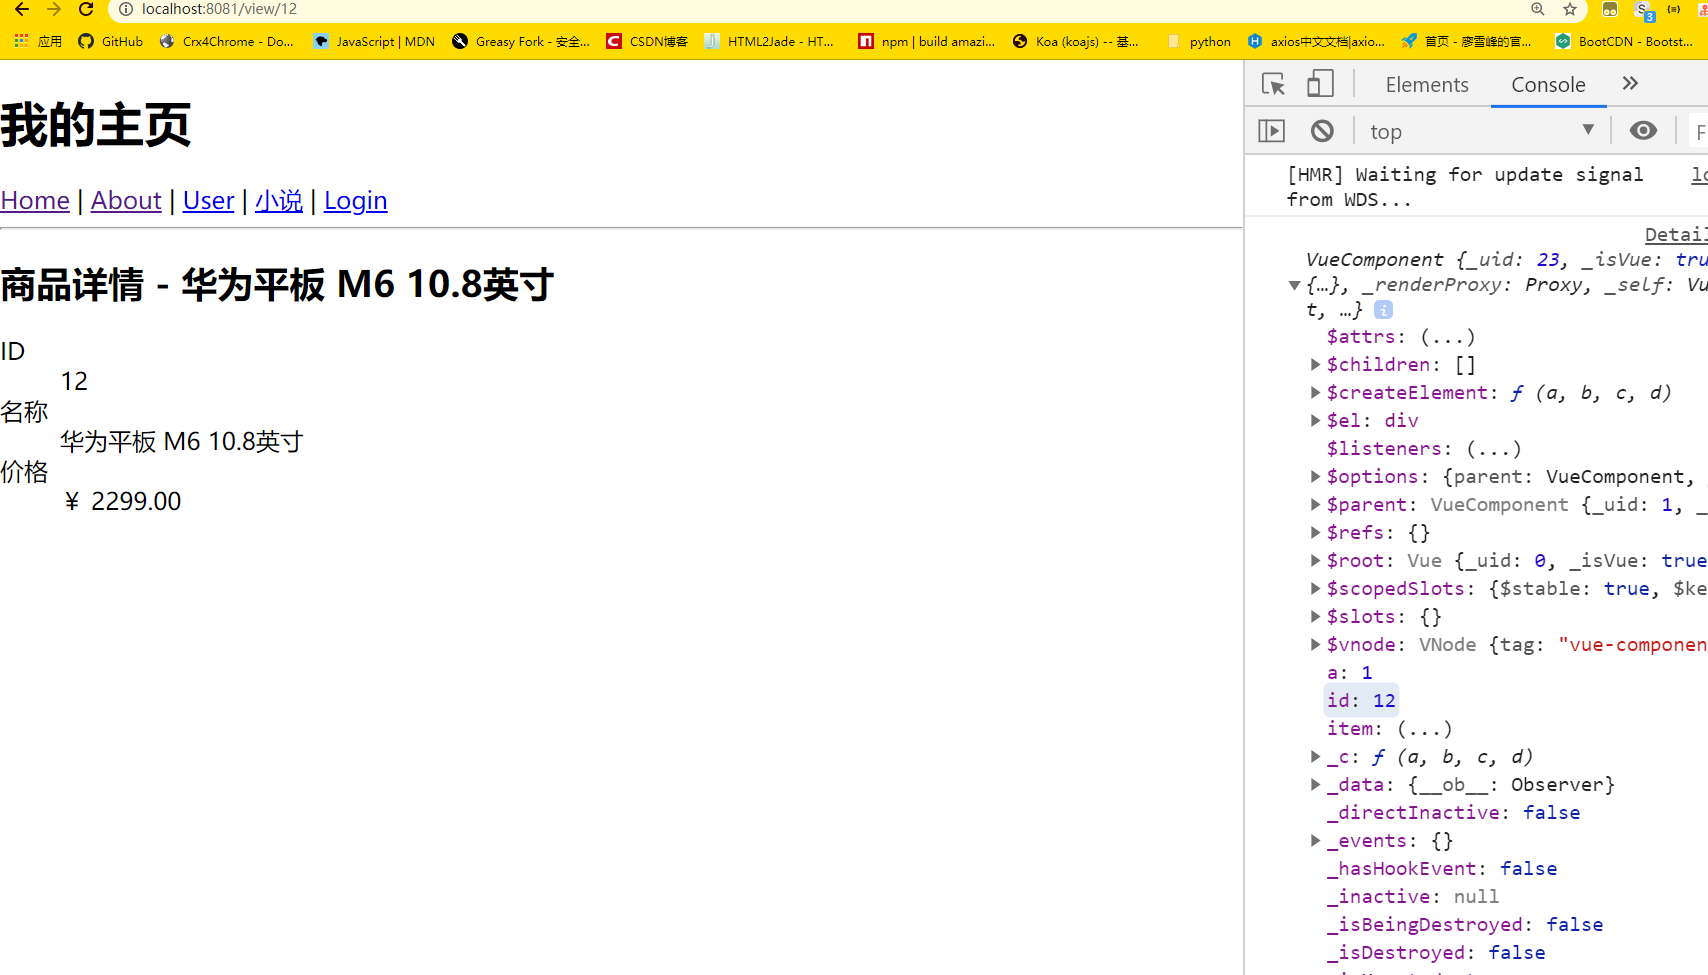 localhost:8081/view/12
应用 GitHub Crx4Chrome - Do... JavaScript | MDN Greasy Fork - 安全... CSDN博客 HTML2Jade - HT... npm | build amazi... Koa (koajs) -- 基... python axios中文文档|axio... 首页 - 廖雪峰的官... BootCDN - Bootst...
我的主页
Home | About | User | 小说 | Login
商品详情 - 华为平板 M6 10.8英寸
ID
12
名称
华为平板 M6 10.8英寸
价格
￥ 2299.00
Elements Console
top
[HMR] Waiting for update signal
from WDS...
Detail
VueComponent {_uid: 23, _isVue: tru
{…}, _renderProxy: Proxy, _self: Vu
t, …}
$attrs: (...)
$children: []
$createElement: ƒ (a, b, c, d)
$el: div
$listeners: (...)
$options: {parent: VueComponent,
$parent: VueComponent {_uid: 1, _
$refs: {}
$root: Vue {_uid: 0, _isVue: true
$scopedSlots: {$stable: true, $ke
$slots: {}
$vnode: VNode {tag: "vue-componen
a: 1
id: 12
item: (...)
_c: ƒ (a, b, c, d)
_data: {__ob__: Observer}
_directInactive: false
_events: {}
_hasHookEvent: false
_inactive: null
_isBeingDestroyed: false
_isDestroyed: false